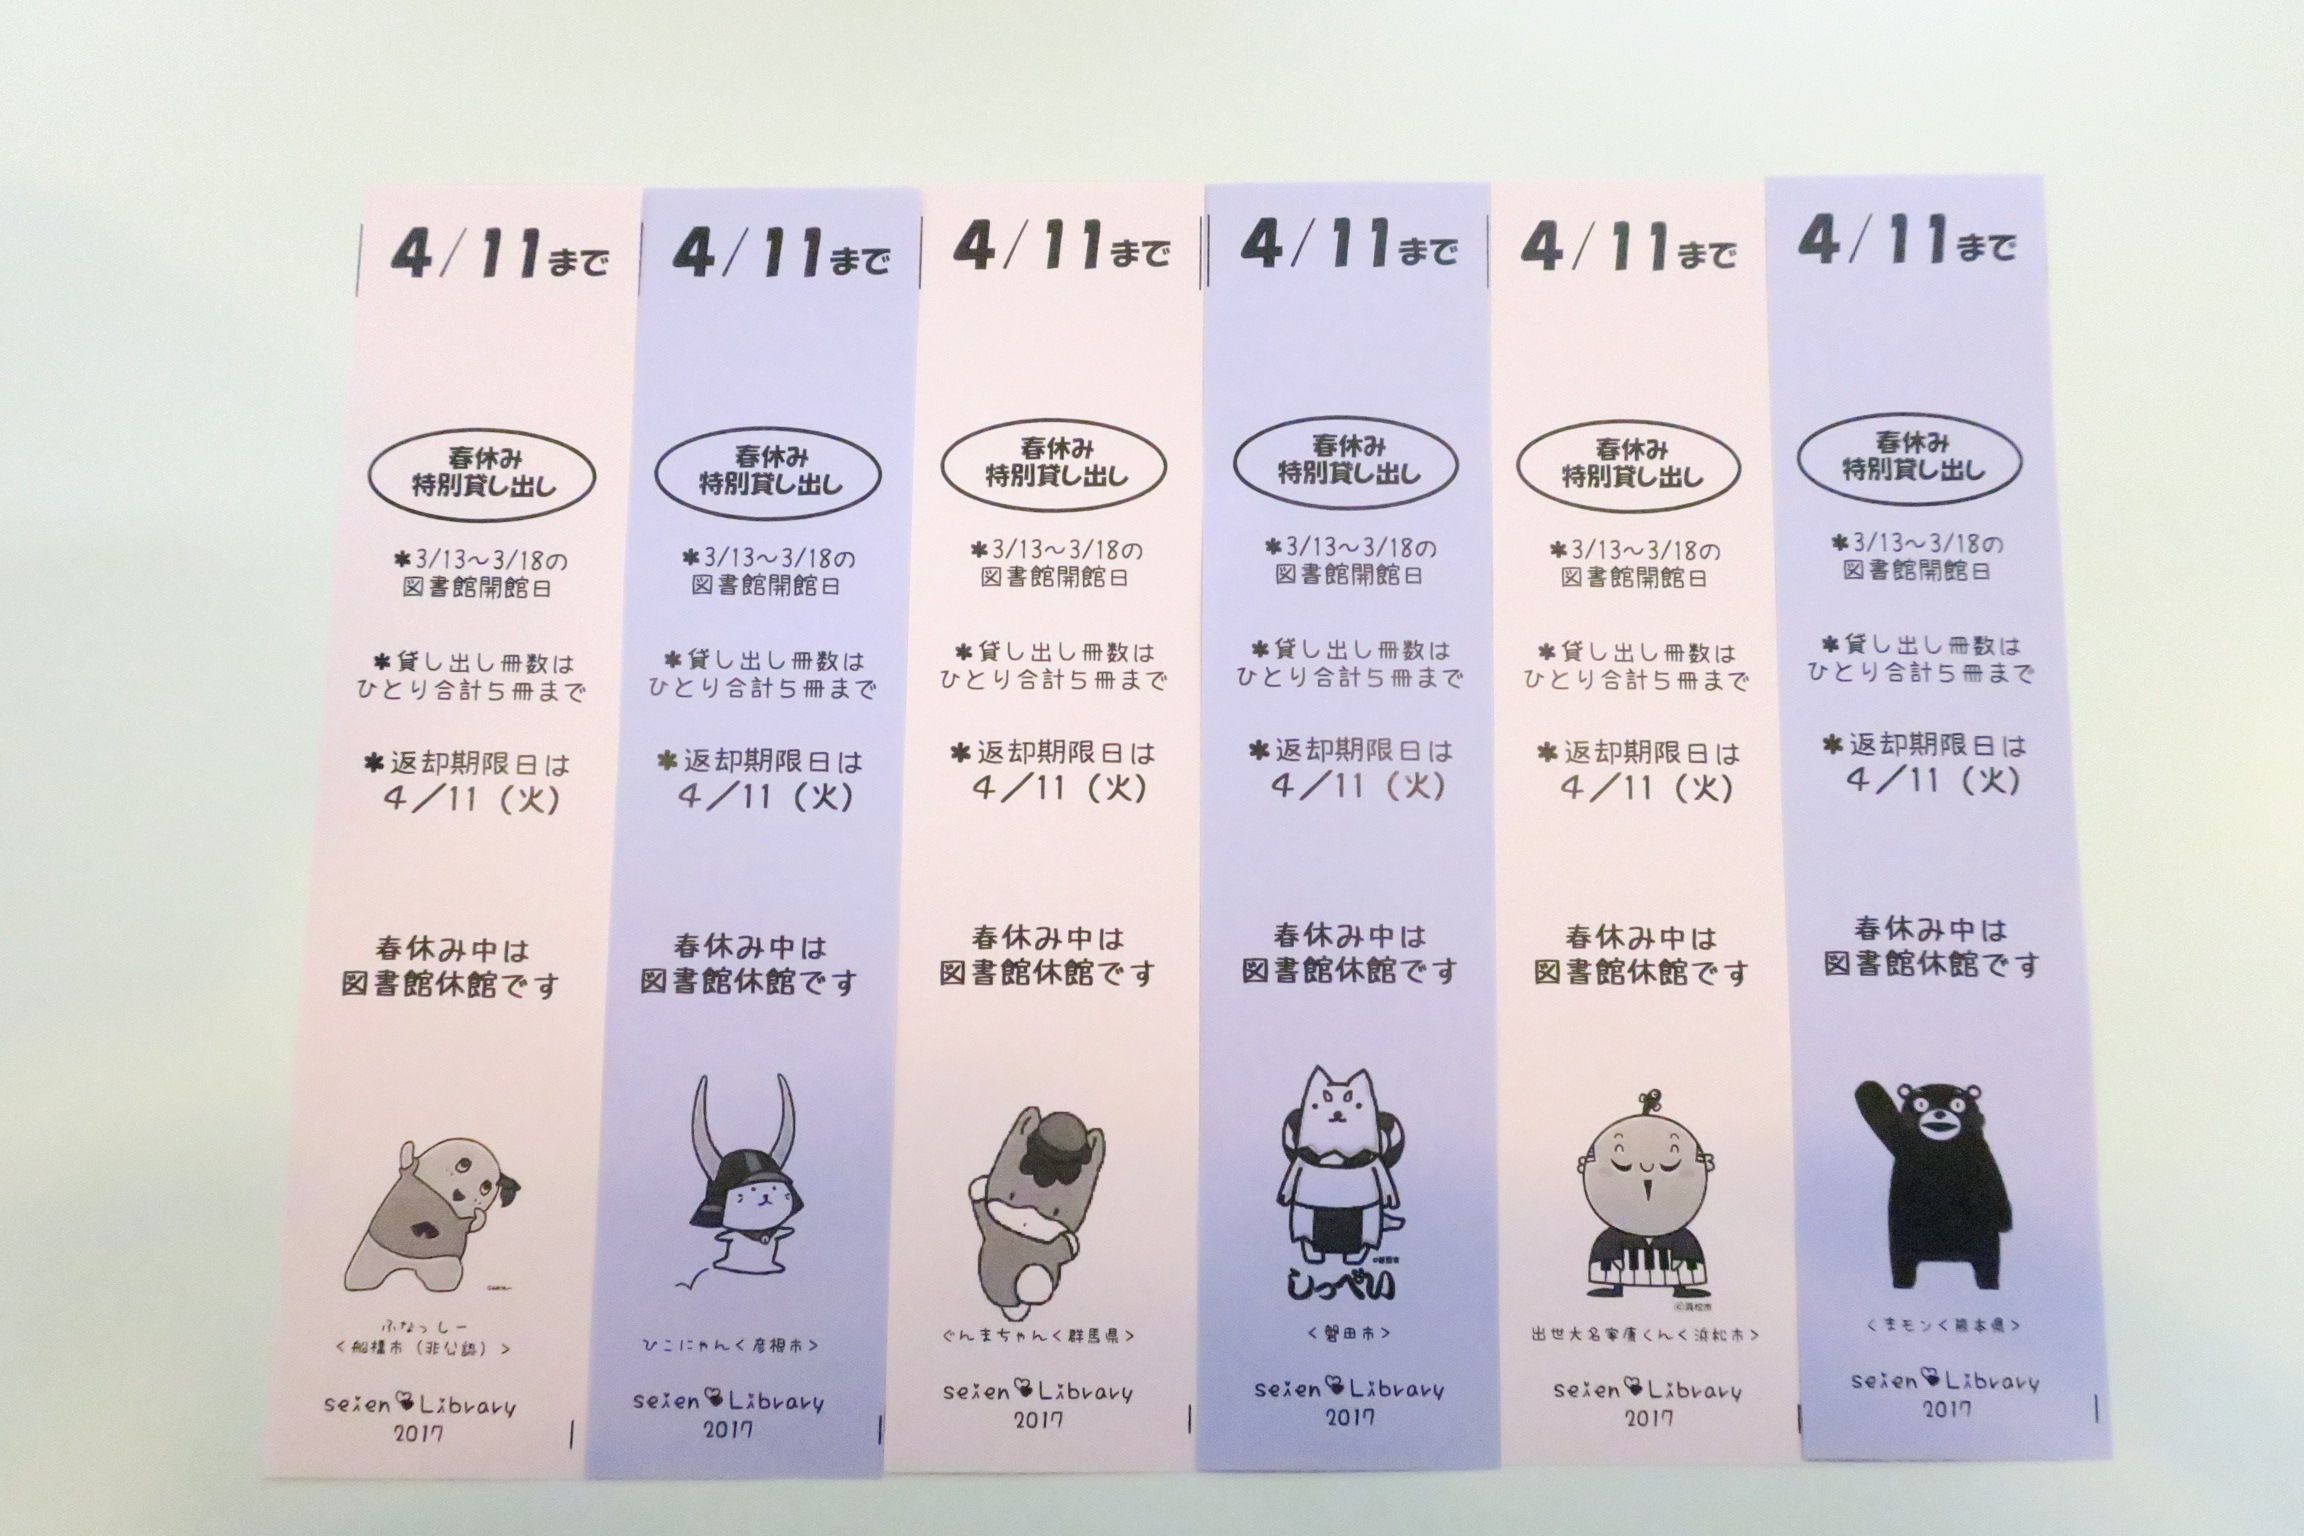 4/11まで
春休み
特別貸し出し
＊3/13～3/18の
図書館開館日
＊貸し出し冊数は
ひとり合計5冊まで
＊返却期限日は
4／11（火）
春休み中は
図書館休館です
ふなっしー
＜船橋市（非公認）＞
seien Library
2017
4/11まで
春休み
特別貸し出し
＊3/13～3/18の
図書館開館日
＊貸し出し冊数は
ひとり合計5冊まで
＊返却期限日は
4／11（火）
春休み中は
図書館休館です
ひこにゃん＜彦根市＞
seien Library
2017
4/11まで
春休み
特別貸し出し
＊3/13～3/18の
図書館開館日
＊貸し出し冊数は
ひとり合計5冊まで
＊返却期限日は
4／11（火）
春休み中は
図書館休館です
ぐんまちゃん＜群馬県＞
seien Library
2017
4/11まで
春休み
特別貸し出し
＊3/13～3/18の
図書館開館日
＊貸し出し冊数は
ひとり合計5冊まで
＊返却期限日は
4／11（火）
春休み中は
図書館休館です
©磐田市
しっぺい
＜磐田市＞
seien Library
2017
4/11まで
春休み
特別貸し出し
＊3/13～3/18の
図書館開館日
＊貸し出し冊数は
ひとり合計5冊まで
＊返却期限日は
4／11（火）
春休み中は
図書館休館です
©浜松市
出世大名家康くん＜浜松市＞
seien Library
2017
4/11まで
春休み
特別貸し出し
＊3/13～3/18の
図書館開館日
＊貸し出し冊数は
ひとり合計5冊まで
＊返却期限日は
4／11（火）
春休み中は
図書館休館です
くまモン＜熊本県＞
seien Library
2017